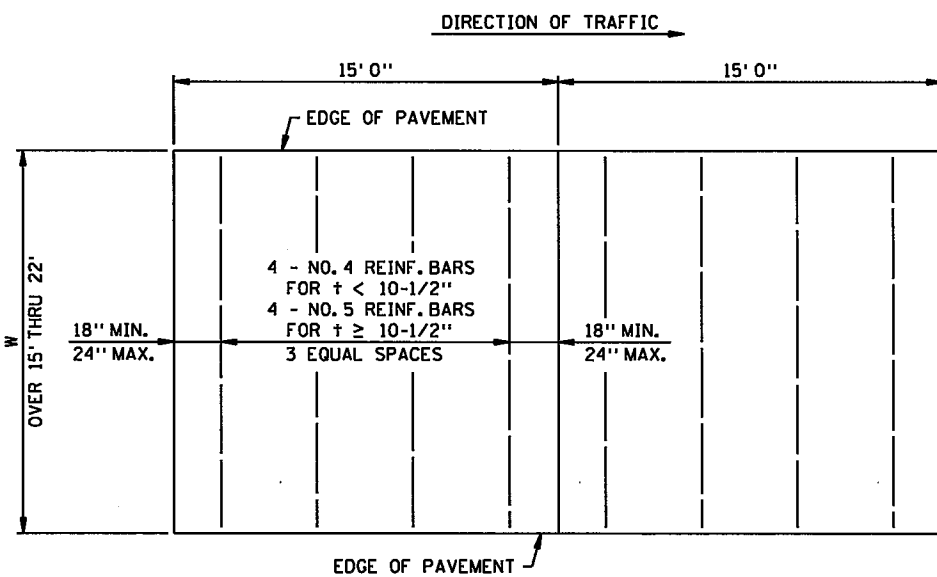 DIRECTION OF TRAFFIC
15' 0"
15' 0"
EDGE OF PAVEMENT
W
OVER 15' THRU 22'
4 - NO. 4 REINF. BARS
FOR t < 10-1/2"
4 - NO. 5 REINF. BARS
FOR t ≥ 10-1/2"
3 EQUAL SPACES
18" MIN.
24" MAX.
18" MIN.
24" MAX.
EDGE OF PAVEMENT